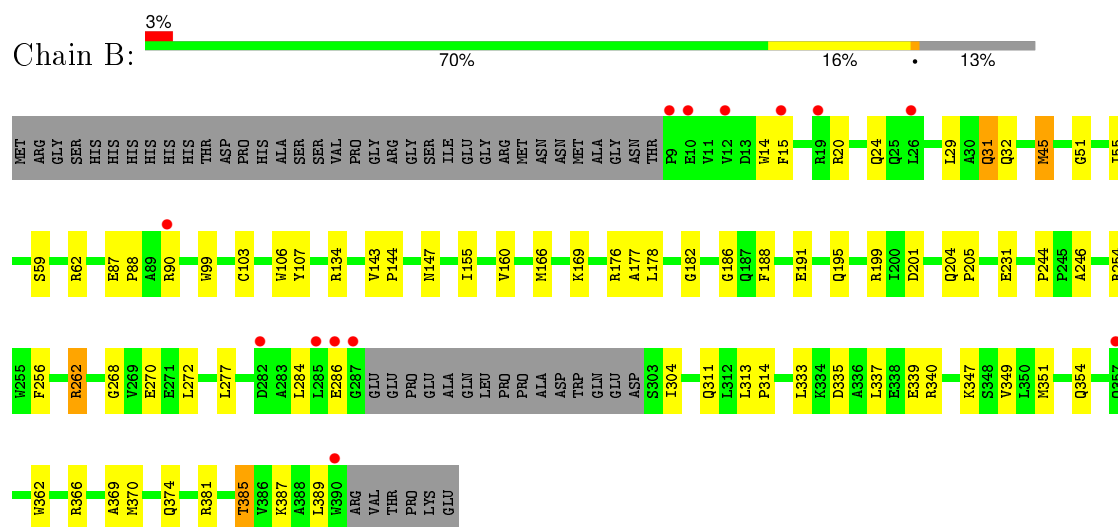 3%
Chain B:
70% 16% • 13%
MET ARG GLY SER HIS HIS HIS HIS HIS HIS THR ASP PRO HIS ALA SER SER VAL PRO GLY ARG GLY SER ILE GLU GLY ARG MET ASN ASN MET ALA GLY ASN THR P9 E10 V11 V12 D13 W14 F15 R19 R20 Q24 Q25 L26 L29 A30 Q31 Q32 M45 G51 I55
S59 R62 E87 P88 A89 R90 W99 C103 W106 Y107 R134 V143 P144 N147 I155 V160 M166 K169 R176 A177 L178 G182 G186 Q187 F188 E191 Q195 R199 I200 D201 Q204 P205 E231 P244 P245 A246
W255 F256 R262 G268 V269 E270 E271 L272 L277 D282 A283 L284 L285 E286 G287 GLU GLU PRO GLU ALA GLN LEU PRO PRO ALA ASP TRP GLN GLU ASP S303 I304 Q311 L312 L313 P314 L333 K334 D335 A336 L337 E338 E339 R340 K347 S348 V349 L350 M351 Q354
W362 R366 A369 M370 Q374 R381 T385 V386 K387 A388 L389 W390 ARG VAL THR PRO LYS GLU